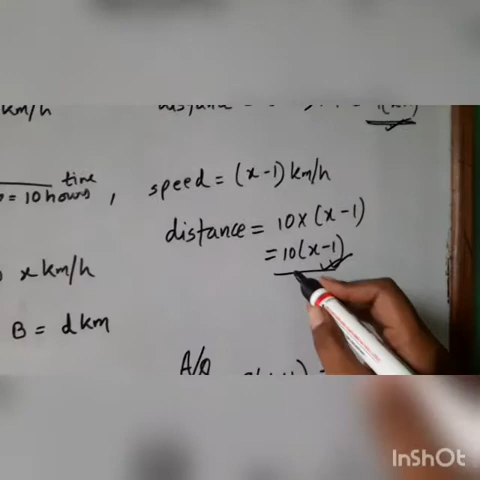 km/h
time
= 10 hours, speed = (x-1) km/h
distance = 10 x (x-1)
= 10(x-1)
x km/h
B = d km
A/Q
InShOt